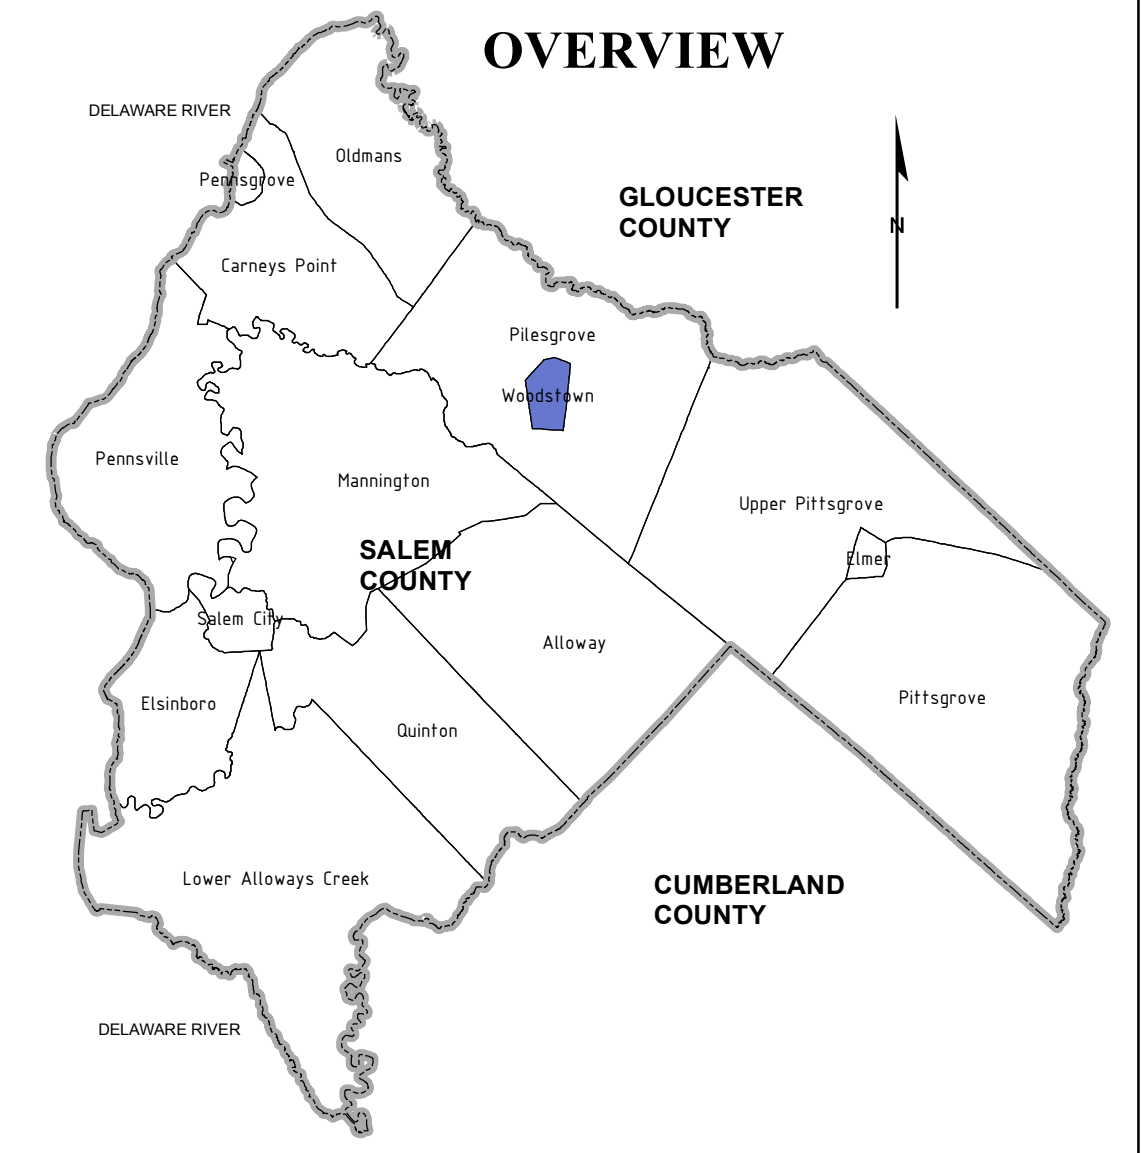 OVERVIEW
DELAWARE RIVER
Oldmans
Pennsgrove
GLOUCESTER
COUNTY
N
Carneys Point
Pilesgrove
Woodstown
Pennsville
Mannington
Upper Pittsgrove
SALEM
COUNTY
Elmer
Salem City
Alloway
Elsinboro
Pittsgrove
Quinton
Lower Alloways Creek
CUMBERLAND
COUNTY
DELAWARE RIVER